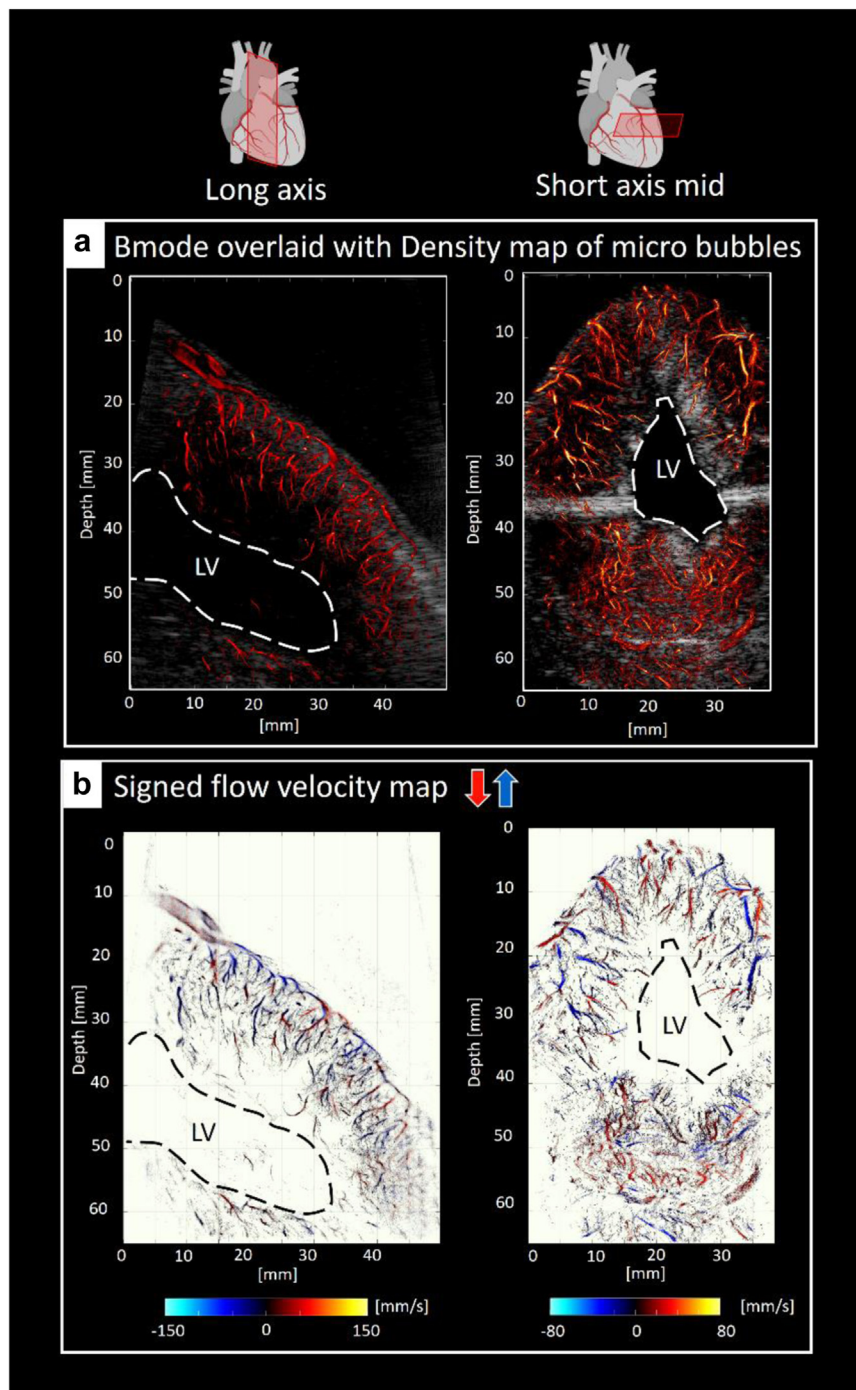 Long axis
Short axis mid
a Bmode overlaid with Density map of micro bubbles
0
10
20
30
40
50
60
Depth [mm]
LV
0 10 20 30 40
[mm]
0
10
20
30
40
50
60
Depth [mm]
LV
0 10 20 30
[mm]
b Signed flow velocity map
0
10
20
30
40
50
60
Depth [mm]
LV
0 10 20 30 40
[mm]
0
10
20
30
40
50
60
Depth [mm]
LV
0 10 20 30
[mm]
[mm/s]
-150 0 150
[mm/s]
-80 0 80